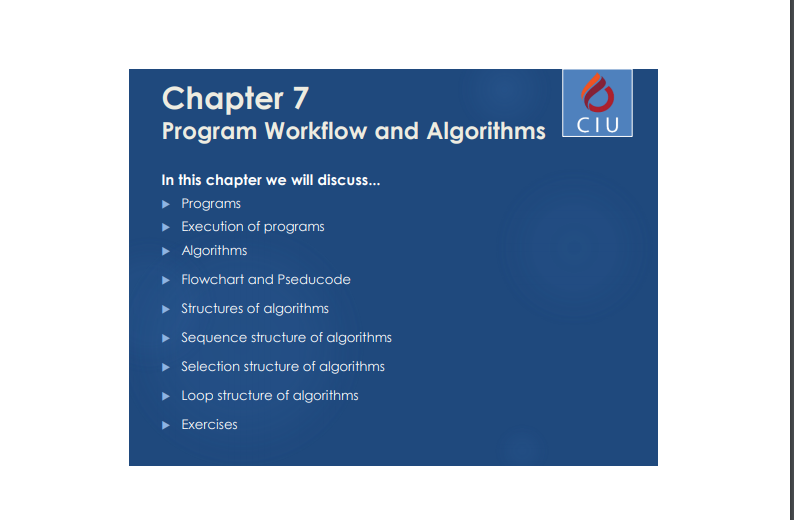 Chapter 7
Program Workflow and Algorithms
CIU
In this chapter we will discuss...
Programs
Execution of programs
Algorithms
Flowchart and Pseducode
Structures of algorithms
Sequence structure of algorithms
Selection structure of algorithms
Loop structure of algorithms
Exercises